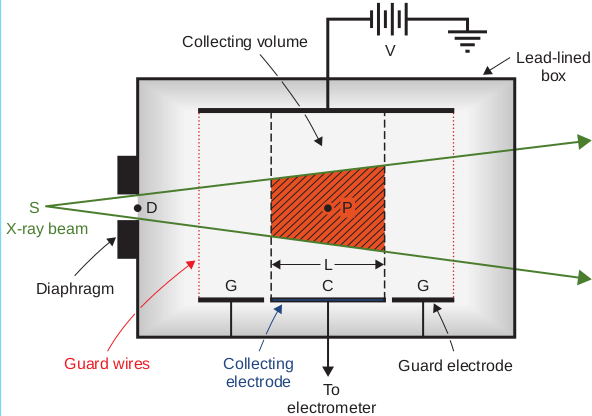 V
Collecting volume
Lead-lined
box
S
D
P
X-ray beam
L
G
C
G
Diaphragm
Guard wires
Collecting
electrode
Guard electrode
To
electrometer